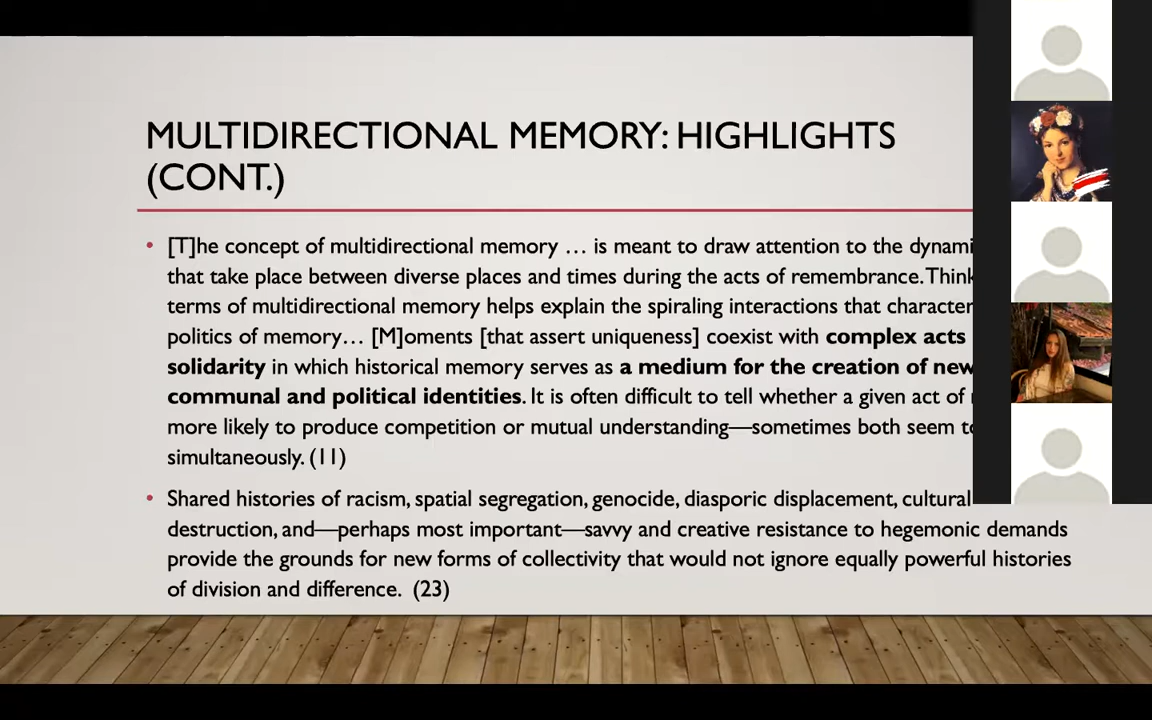 MULTIDIRECTIONAL MEMORY: HIGHLIGHTS
(CONT.)
• [T]he concept of multidirectional memory … is meant to draw attention to the
that take place between diverse places and times during the acts of remembrance. Think
terms of multidirectional memory helps explain the spiraling interactions that
politics of memory… [M]oments [that assert uniqueness] coexist with complex acts
solidarity in which historical memory serves as a medium for the creation of new
communal and political identities. It is often difficult to tell whether a given act of
more likely to produce competition or mutual understanding—sometimes both seem
simultaneously. (11)
• Shared histories of racism, spatial segregation, genocide, diasporic displacement, cultural
destruction, and—perhaps most important—savvy and creative resistance to hegemonic demands
provide the grounds for new forms of collectivity that would not ignore equally powerful histories
of division and difference. (23)